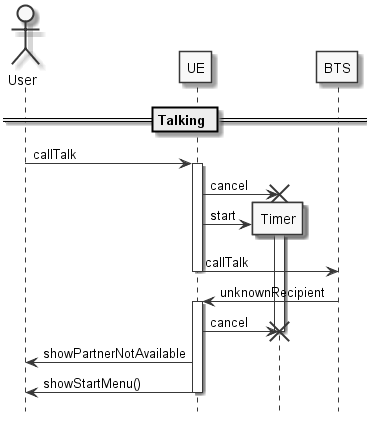 User
UE
BTS
Talking
callTalk
cancel
start
Timer
callTalk
unknownRecipient
cancel
showPartnerNotAvailable
showStartMenu()